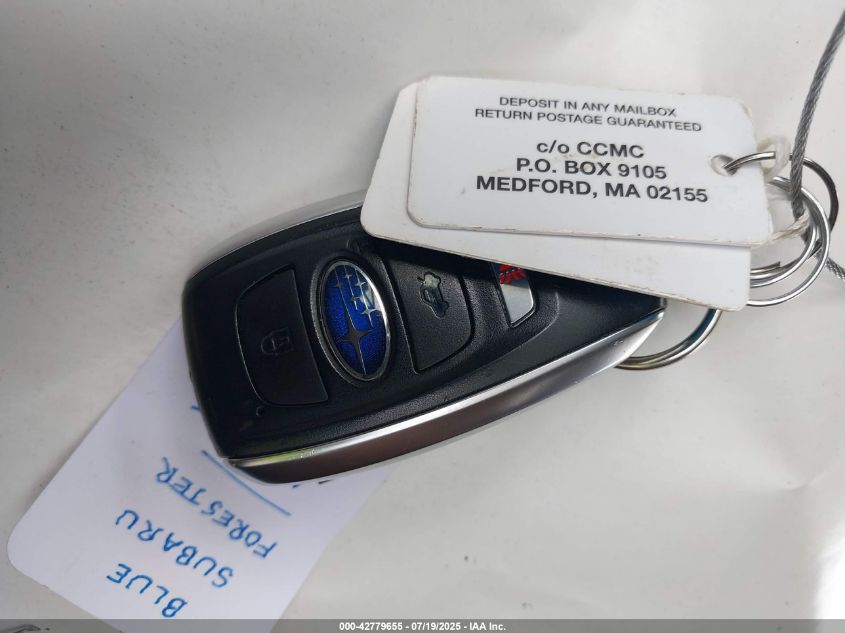 DEPOSIT IN ANY MAILBOX
RETURN POSTAGE GUARANTEED
c/o CCMC
P.O. BOX 9105
MEDFORD, MA 02155
BLUE
SUBARU
FORESTER
000-42779655 - 07/19/2025 - IAA Inc.